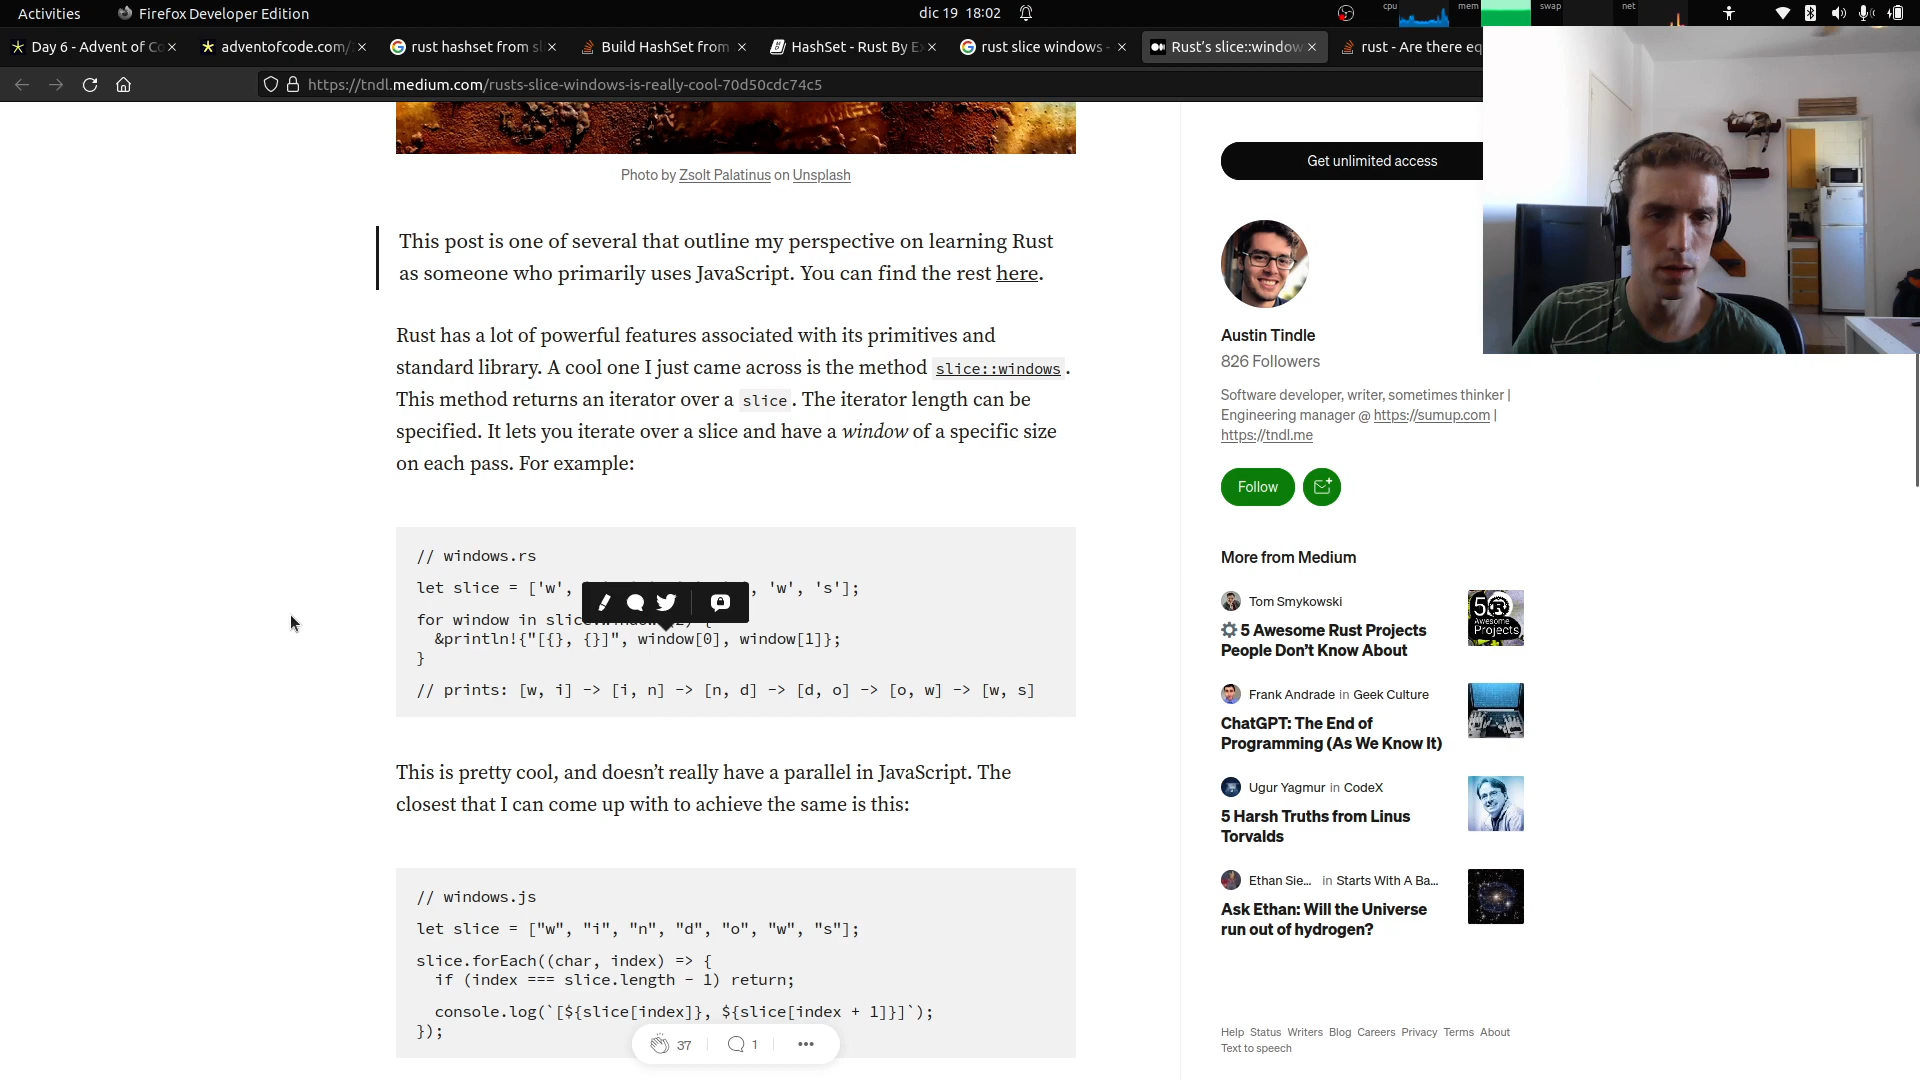 Activities
Firefox Developer Edition
dic 19 18:02
cpu
mem
swap
net
Day 6 - Advent of Co
adventofcode.com/
rust hashset from sl
Build HashSet from
HashSet - Rust By Ex
rust slice windows -
Rust's slice::window
rust - Are there eq
https://tndl.medium.com/rusts-slice-windows-is-really-cool-70d50cdc74c5
Photo by Zsolt Palatinus on Unsplash
This post is one of several that outline my perspective on learning Rust
as someone who primarily uses JavaScript. You can find the rest here.
Rust has a lot of powerful features associated with its primitives and
standard library. A cool one I just came across is the method slice::windows.
This method returns an iterator over a slice. The iterator length can be
specified. It lets you iterate over a slice and have a window of a specific size
on each pass. For example:
// windows.rs
let slice = ['w', , 'w', 's'];
for window in slice {
&println!{"[{}, {}]", window[0], window[1]};
}
// prints: [w, i] -> [i, n] -> [n, d] -> [d, o] -> [o, w] -> [w, s]
This is pretty cool, and doesn't really have a parallel in JavaScript. The
closest that I can come up with to achieve the same is this:
// windows.js
let slice = ["w", "i", "n", "d", "o", "w", "s"];
slice.forEach((char, index) => {
if (index === slice.length - 1) return;
console.log(`[${slice[index]}, ${slice[index + 1]}]`);
});
37
1
Get unlimited access
Austin Tindle
826 Followers
Software developer, writer, sometimes thinker |
Engineering manager @ https://sumup.com |
https://tndl.me
Follow
More from Medium
Tom Smykowski
5 Awesome Rust Projects
People Don't Know About
5
Awesome
Projects
Frank Andrade in Geek Culture
ChatGPT: The End of
Programming (As We Know It)
Ugur Yagmur in CodeX
5 Harsh Truths from Linus
Torvalds
Ethan Sie... in Starts With A Ba...
Ask Ethan: Will the Universe
run out of hydrogen?
Help Status Writers Blog Careers Privacy Terms About
Text to speech